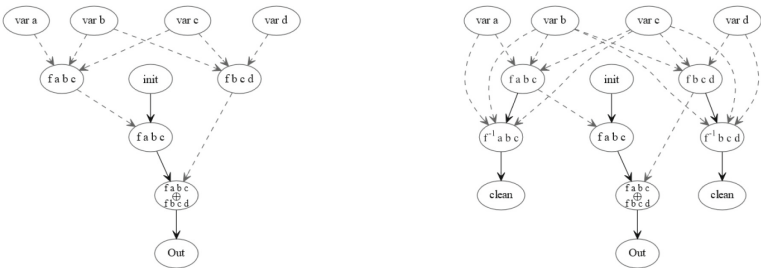 var a var b var c var d
f a b c init f b c d
f a b c
f a b c
⊕
f b c d
Out
var a var b var c var d
f a b c init f b c d
f⁻¹ a b c f a b c f⁻¹ b c d
clean f a b c clean
⊕
f b c d
Out